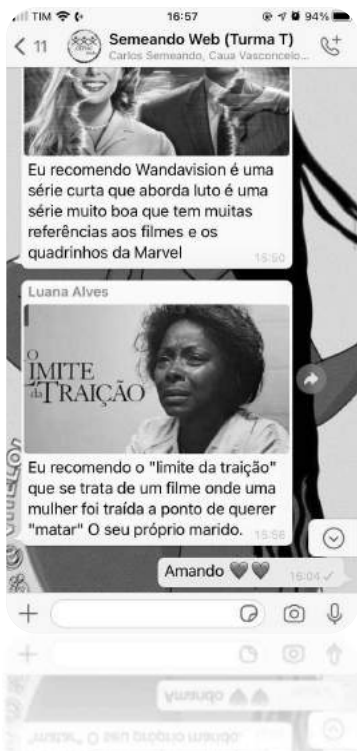 TIM 16:57 94%
11 Semeando Web (Turma T)
Carlos Semeando, Caua Vasconcelo...
Eu recomendo Wandavision é uma
série curta que aborda luto é uma
série muito boa que tem muitas
referências aos filmes e os
quadrinhos da Marvel
15:50
Luana Alves
O
LIMITE
da TRAIÇÃO
Eu recomendo o "limite da traição"
que se trata de um filme onde uma
mulher foi traída a ponto de querer
"matar" O seu próprio marido. 15:56
Amando 🖤🖤 16:04